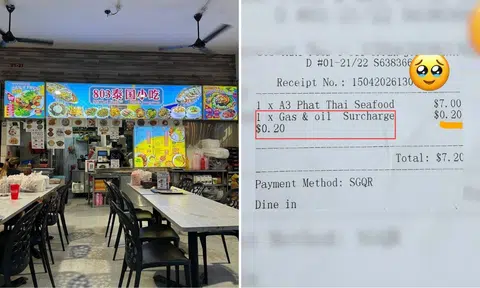 803泰国小吃
D #01-21/22 S638366
Receipt No.: 15042026130
1 x A3 Phat Thai Seafood $7.00
1 x Gas & oil Surcharge $0.20
$0.20
Total: $7.20
Payment Method: SGQR
Dine in